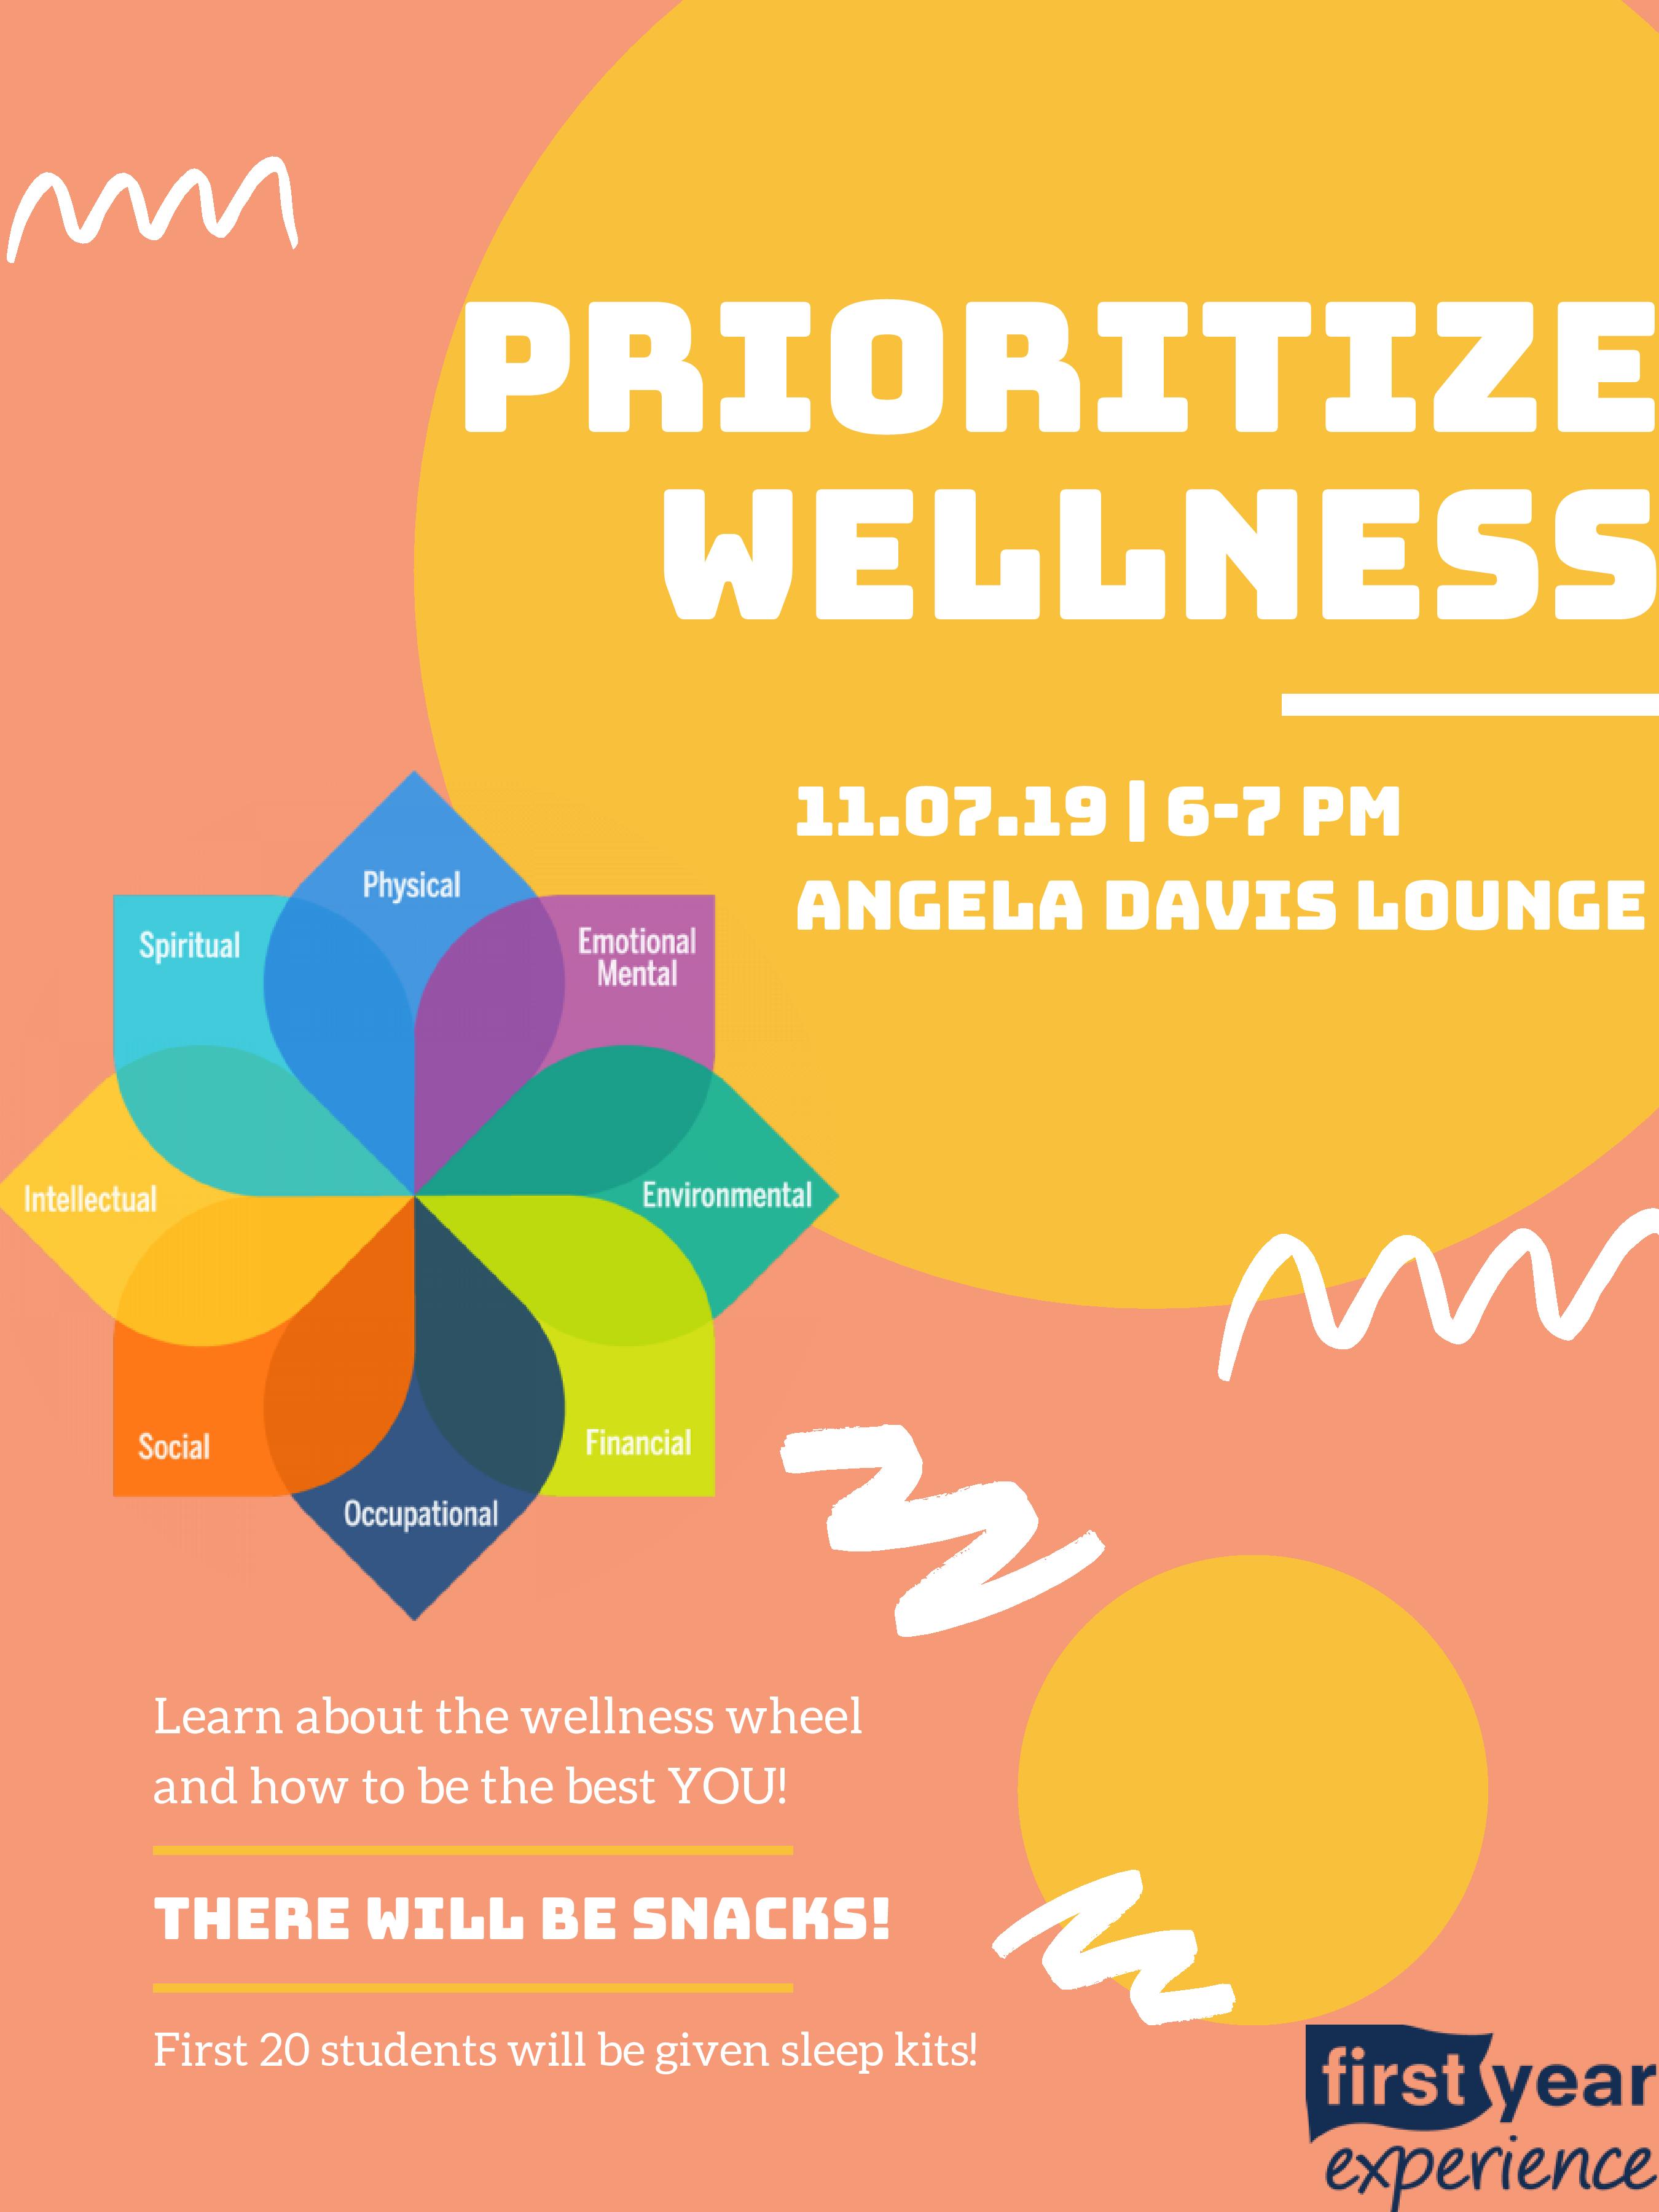 PRIORITIZE
WELLNESS
11.07.19 | 6-7 PM
ANGELA DAVIS LOUNGE
Physical
Spiritual
Emotional
Mental
Intellectual
Environmental
Social
Financial
Occupational
Learn about the wellness wheel
and how to be the best YOU!
THERE WILL BE SNACKS!
First 20 students will be given sleep kits!
first year
experience